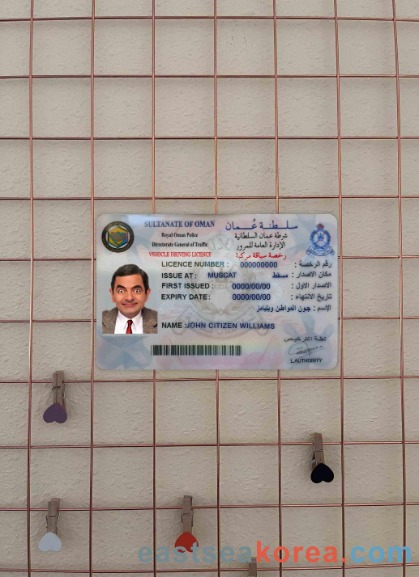 SULTANATE OF OMAN سلطنة عُمان
Royal Oman Police شرطة عمان السلطانية
Directorate General of Traffic الإدارة العامة للمرور
VEHICLE DRIVING LICENCE رخصة سياقة مركبة
LICENCE NUMBER : 000000000 رقم الرخصة :
ISSUE AT : MUSCAT مسقط مكان الاصدار :
FIRST ISSUED : 0000/00/00 الاصدار الأول :
EXPIRY DATE : 0000/00/00 تاريخ الانتهاء :
الإسم : جون المواطن ويليامز
NAME :JOHN CITIZEN WILLIAMS
L.AUTHORITY
eastseakorea.com